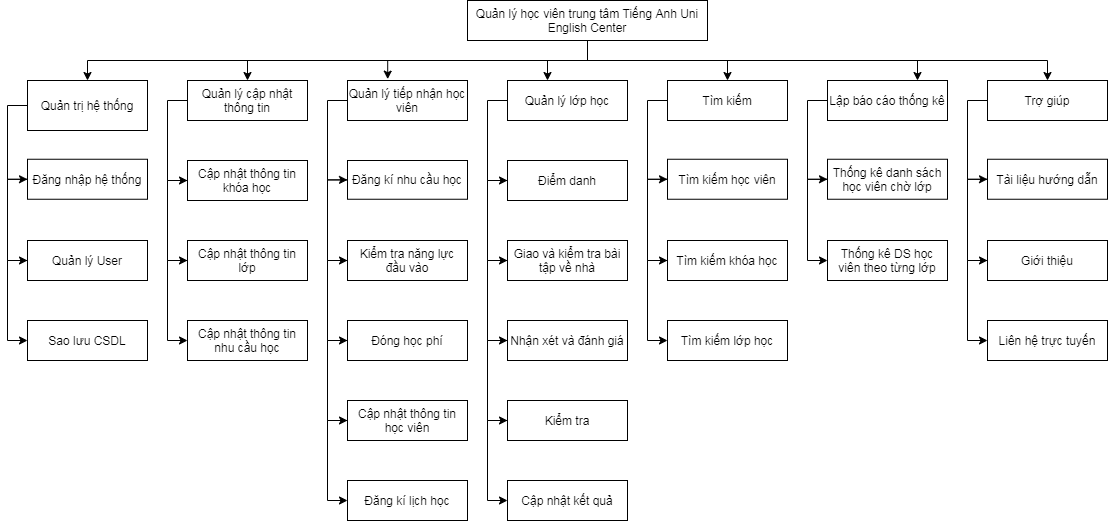 Quản lý học viên trung tâm Tiếng Anh Uni
English Center
Quản trị hệ thống
Quản lý cập nhật
thông tin
Quản lý tiếp nhận học
viên
Quản lý lớp học
Tìm kiếm
Lập báo cáo thống kê
Trợ giúp
Đăng nhập hệ thống
Cập nhật thông tin
khóa học
Đăng kí nhu cầu học
Điểm danh
Tìm kiếm học viên
Thống kê danh sách
học viên chờ lớp
Tài liệu hướng dẫn
Quản lý User
Cập nhật thông tin
lớp
Kiểm tra năng lực
đầu vào
Giao và kiểm tra bài
tập về nhà
Tìm kiếm khóa học
Thống kê DS học
viên theo từng lớp
Giới thiệu
Sao lưu CSDL
Cập nhật thông tin
nhu cầu học
Đóng học phí
Nhận xét và đánh giá
Tìm kiếm lớp học
Liên hệ trực tuyến
Cập nhật thông tin
học viên
Kiểm tra
Đăng kí lịch học
Cập nhật kết quả